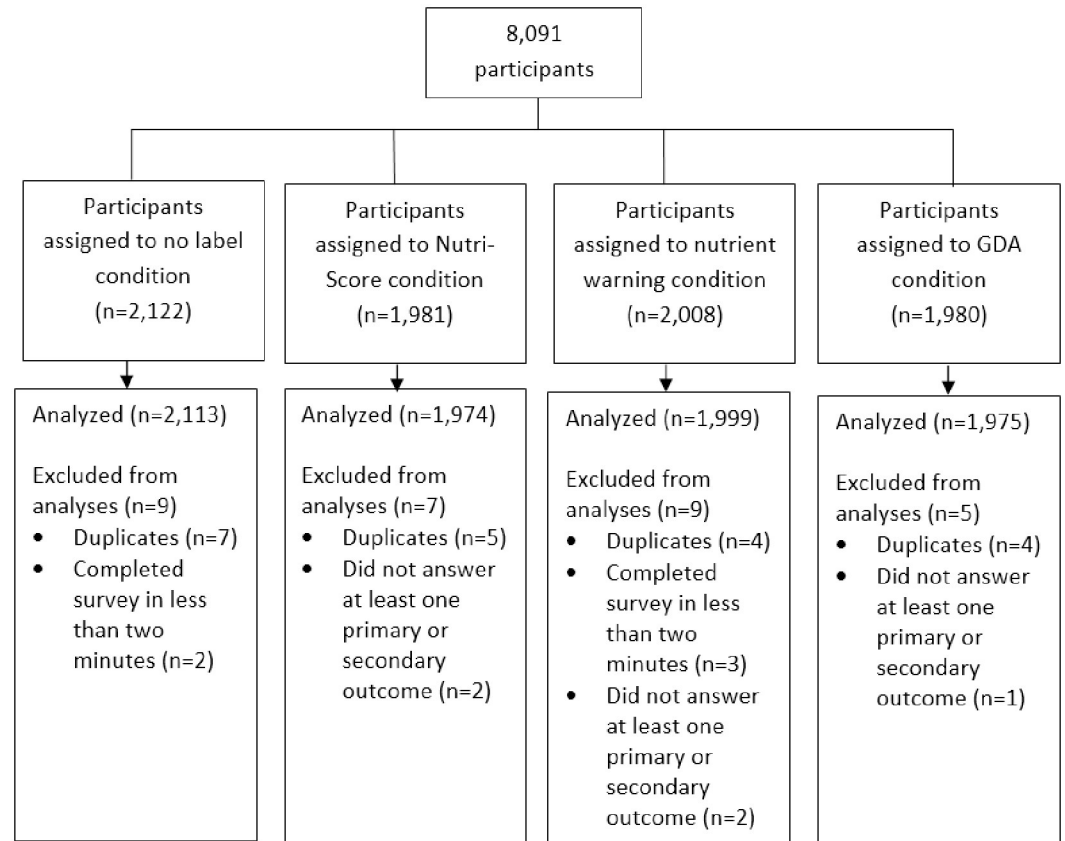 8,091
participants
Participants
assigned to no label
condition
(n=2,122)
Participants
assigned to Nutri-
Score condition
(n=1,981)
Participants
assigned to nutrient
warning condition
(n=2,008)
Participants
assigned to GDA
condition
(n=1,980)
Analyzed (n=2,113)
Excluded from
analyses (n=9)
• Duplicates (n=7)
• Completed
survey in less
than two
minutes (n=2)
Analyzed (n=1,974)
Excluded from
analyses (n=7)
• Duplicates (n=5)
• Did not answer
at least one
primary or
secondary
outcome (n=2)
Analyzed (n=1,999)
Excluded from
analyses (n=9)
• Duplicates (n=4)
• Completed
survey in less
than two
minutes (n=3)
• Did not answer
at least one
primary or
secondary
outcome (n=2)
Analyzed (n=1,975)
Excluded from
analyses (n=5)
• Duplicates (n=4)
• Did not answer
at least one
primary or
secondary
outcome (n=1)